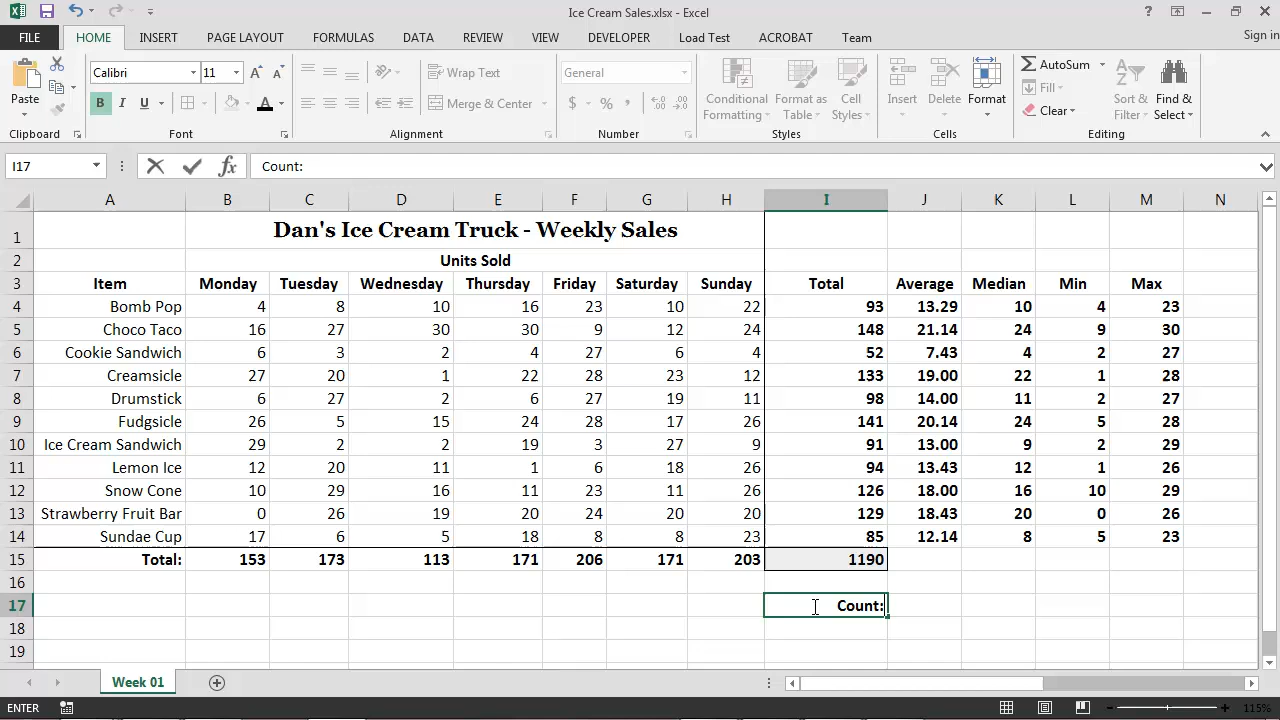 Ice Cream Sales.xlsx - Excel
?
FILE HOME INSERT PAGE LAYOUT FORMULAS DATA REVIEW VIEW DEVELOPER Load Test ACROBAT Team Sign in
Paste
Calibri 11 A A
Wrap Text
General
Conditional Formatting Format as Table Cell Styles
Insert Delete Format
AutoSum
Fill
Clear
Sort & Filter Find & Select
B I U A
Merge & Center
$ % ,
Clipboard Font Alignment Number Styles Cells Editing
I17 fx Count:
A B C D E F G H I J K L M N
1 Dan's Ice Cream Truck - Weekly Sales
2 Units Sold
3 Item Monday Tuesday Wednesday Thursday Friday Saturday Sunday Total Average Median Min Max
4 Bomb Pop 4 8 10 16 23 10 22 93 13.29 10 4 23
5 Choco Taco 16 27 30 30 9 12 24 148 21.14 24 9 30
6 Cookie Sandwich 6 3 2 4 27 6 4 52 7.43 4 2 27
7 Creamsicle 27 20 1 22 28 23 12 133 19.00 22 1 28
8 Drumstick 6 27 2 6 27 19 11 98 14.00 11 2 27
9 Fudgsicle 26 5 15 24 28 17 26 141 20.14 24 5 28
10 Ice Cream Sandwich 29 2 2 19 3 27 9 91 13.00 9 2 29
11 Lemon Ice 12 20 11 1 6 18 26 94 13.43 12 1 26
12 Snow Cone 10 29 16 11 23 11 26 126 18.00 16 10 29
13 Strawberry Fruit Bar 0 26 19 20 24 20 20 129 18.43 20 0 26
14 Sundae Cup 17 6 5 18 8 8 23 85 12.14 8 5 23
15 Total: 153 173 113 171 206 171 203 1190
16
17 Count:
18
19
Week 01
ENTER 115%